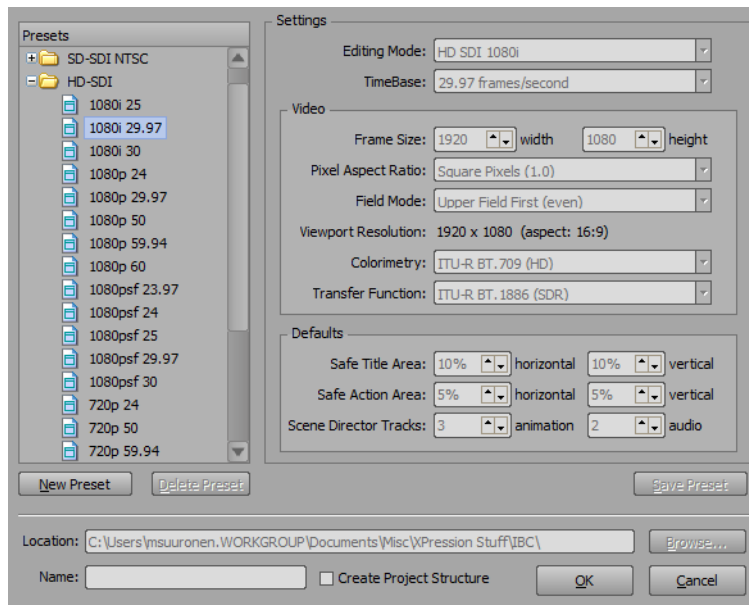 Presets
SD-SDI NTSC
HD-SDI
1080i 25
1080i 29.97
1080i 30
1080p 24
1080p 29.97
1080p 50
1080p 59.94
1080p 60
1080psf 23.97
1080psf 24
1080psf 25
1080psf 29.97
1080psf 30
720p 24
720p 50
720p 59.94
New Preset Delete Preset
Settings
Editing Mode: HD SDI 1080i
TimeBase: 29.97 frames/second
Video
Frame Size: 1920 width 1080 height
Pixel Aspect Ratio: Square Pixels (1.0)
Field Mode: Upper Field First (even)
Viewport Resolution: 1920 x 1080 (aspect: 16:9)
Colorimetry: ITU-R BT.709 (HD)
Transfer Function: ITU-R BT.1886 (SDR)
Defaults
Safe Title Area: 10% horizontal 10% vertical
Safe Action Area: 5% horizontal 5% vertical
Scene Director Tracks: 3 animation 2 audio
Save Preset
Location: C:\Users\msuuronen.WORKGROUP\Documents\Misc\XPression Stuff\IBC\ Browse...
Name: Create Project Structure OK Cancel